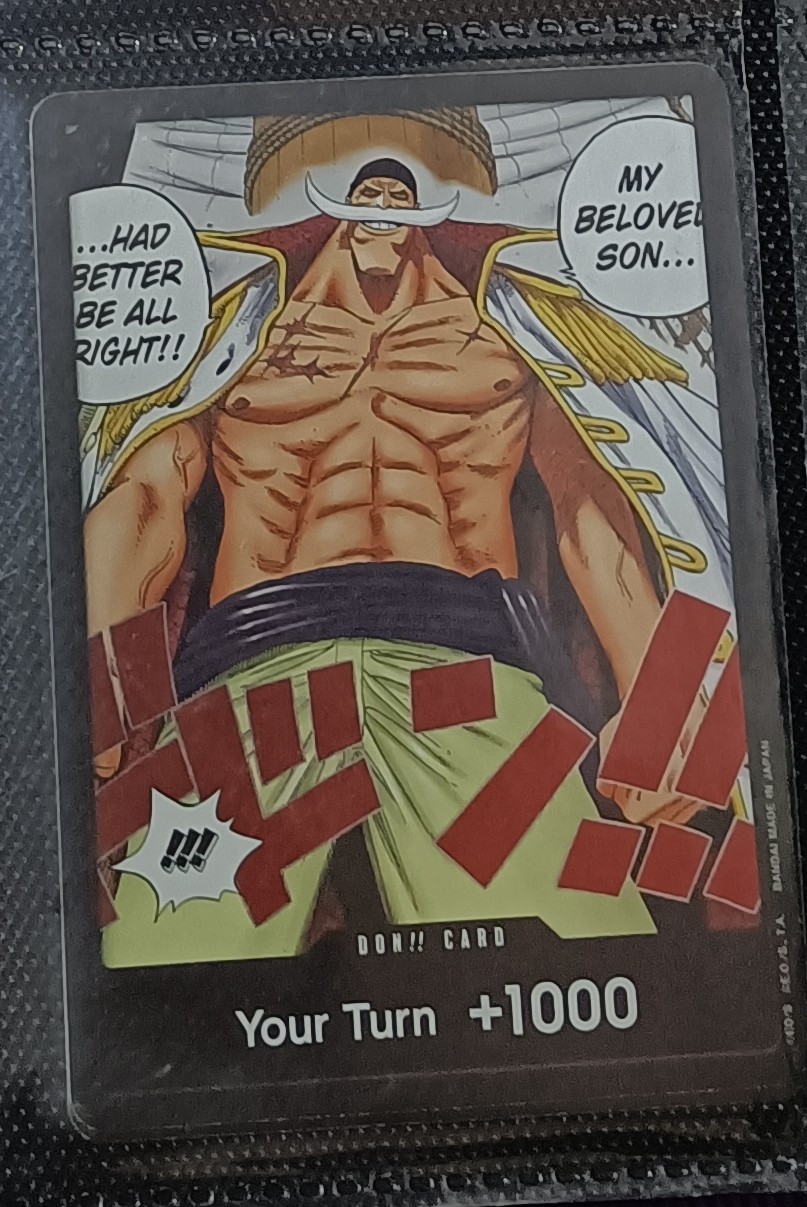 MY
BELOVED
SON...
...HAD
BETTER
BE ALL
RIGHT!!
ドン!!
!!!
DON!! CARD
Your Turn +1000
BANDAI MADE IN JAPAN